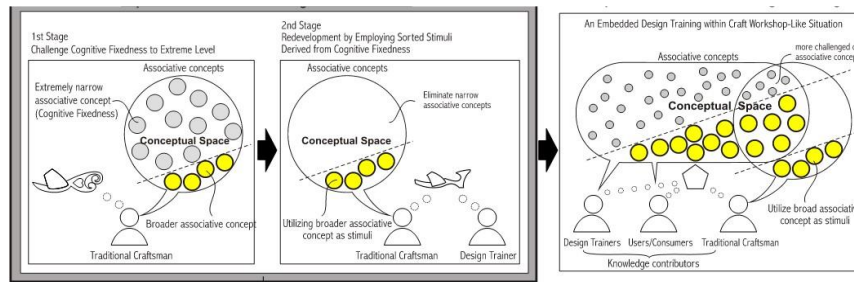 1st Stage
Challenge Cognitive Fixedness to Extreme Level
Associative concepts
Extremely narrow
associative concept
(Cognitive Fixedness)
Conceptual Space
Broader associative concept
Traditional Craftsman
2nd Stage
Redevelopment by Employing Sorted Stimuli
Derived from Cognitive Fixedness
Associative concepts
Eliminate narrow
associative concepts
Conceptual Space
Utilizing broader associative
concept as stimuli
Traditional Craftsman
Design Trainer
An Embedded Design Training within Craft Workshop-Like Situation
Associative concepts
more challenged
associative
Conceptual Space
Utilize broad
concept as stimuli
Design Trainers
Users/Consumers
Traditional Craftsman
Knowledge contributors